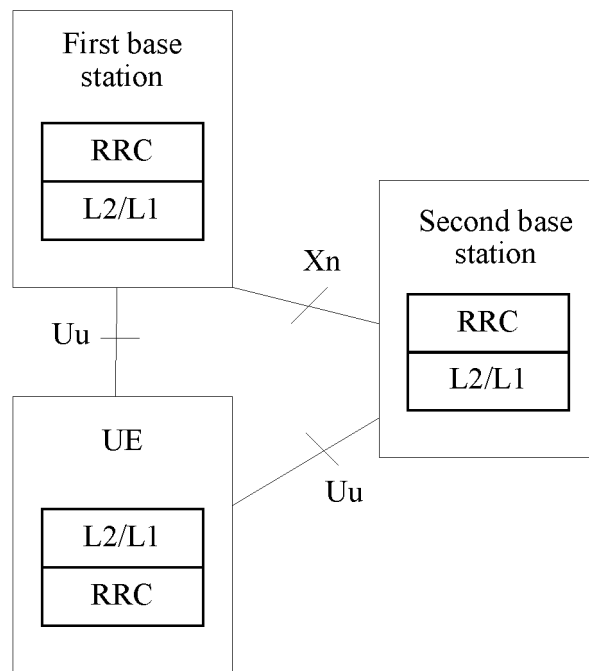 First base
station
RRC
L2/L1
Xn
Second base
station
RRC
L2/L1
Uu
UE
Uu
L2/L1
RRC